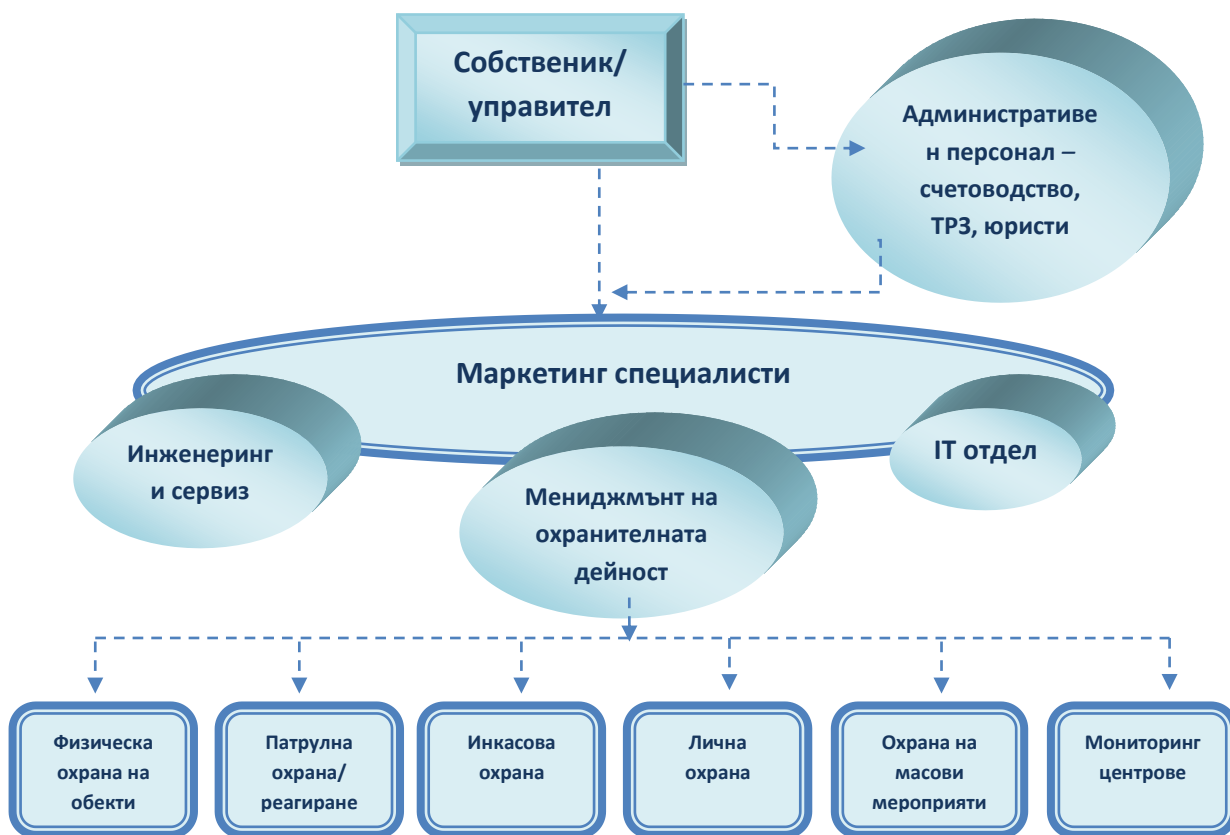 Собственик/
управител
Административе
н персонал –
счетоводство,
ТРЗ, юристи
Маркетинг специалисти
Инженеринг
и сервиз
IT отдел
Мениджмънт на
охранителната
дейност
Физическа
охрана на
обекти
Патрулна
охрана/
реагиране
Инкасова
охрана
Лична
охрана
Охрана на
масови
мероприяти
Мониторинг
центрове